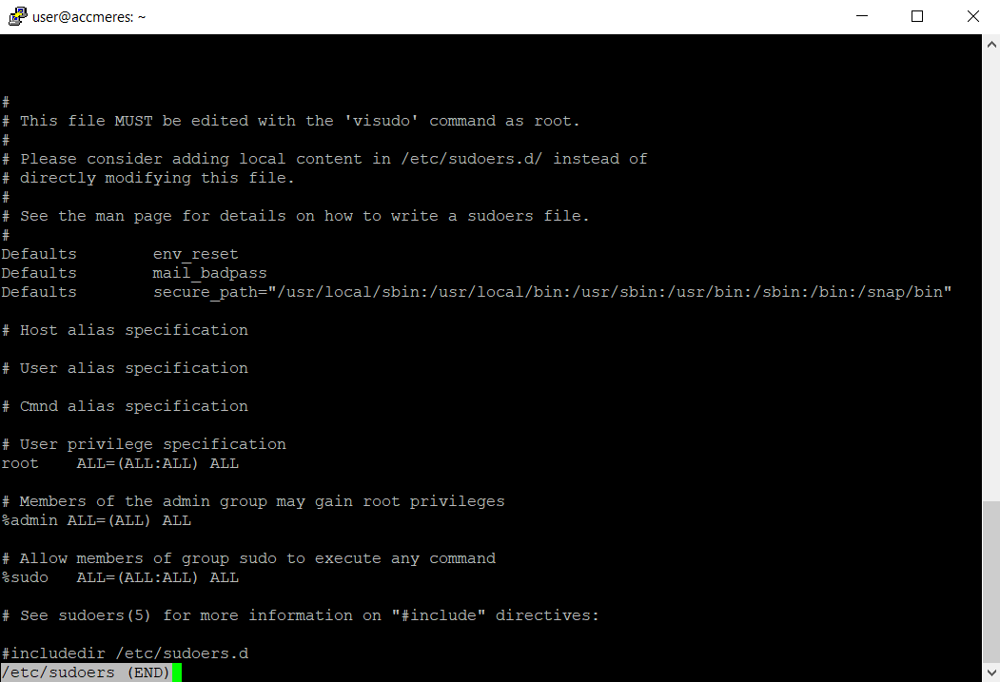 user@accmeres: ~
#
# This file MUST be edited with the 'visudo' command as root.
#
# Please consider adding local content in /etc/sudoers.d/ instead of
# directly modifying this file.
#
# See the man page for details on how to write a sudoers file.
#
Defaults        env_reset
Defaults        mail_badpass
Defaults        secure_path="/usr/local/sbin:/usr/local/bin:/usr/sbin:/usr/bin:/sbin:/bin:/snap/bin"
# Host alias specification
# User alias specification
# Cmnd alias specification
# User privilege specification
root    ALL=(ALL:ALL) ALL
# Members of the admin group may gain root privileges
%admin ALL=(ALL) ALL
# Allow members of group sudo to execute any command
%sudo   ALL=(ALL:ALL) ALL
# See sudoers(5) for more information on "#include" directives:
#includedir /etc/sudoers.d
/etc/sudoers (END)